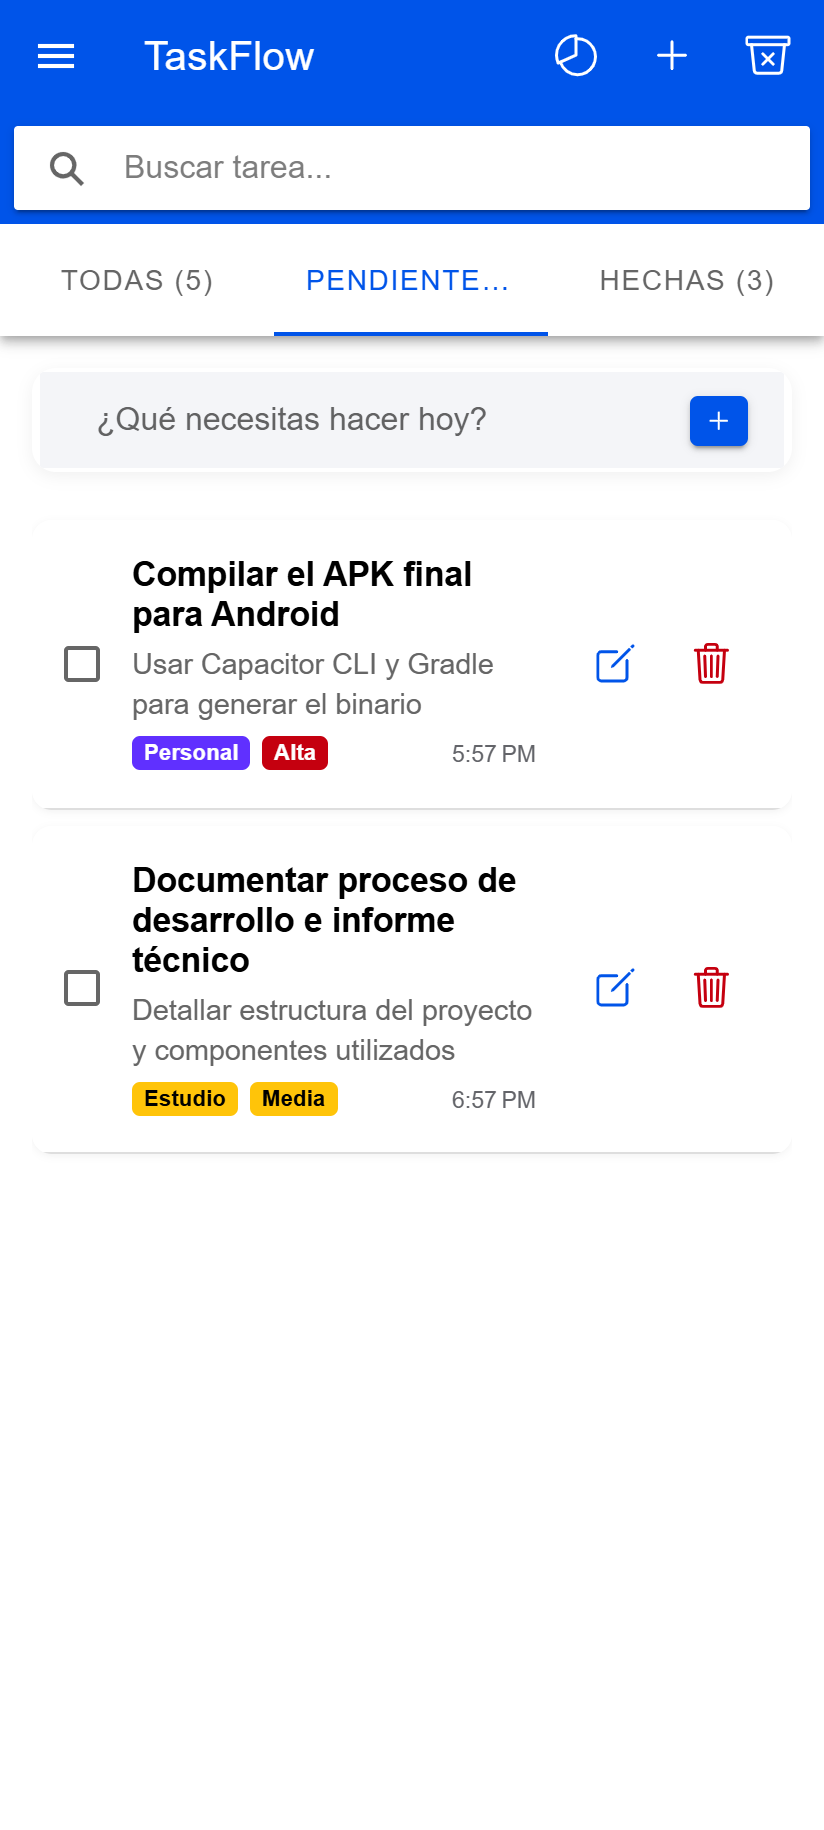 TaskFlow
Buscar tarea...
TODAS (5)
PENDIENTE...
HECHAS (3)
¿Qué necesitas hacer hoy?
Compilar el APK final
para Android
Usar Capacitor CLI y Gradle
para generar el binario
Personal Alta 5:57 PM
Documentar proceso de
desarrollo e informe
técnico
Detallar estructura del proyecto
y componentes utilizados
Estudio Media 6:57 PM